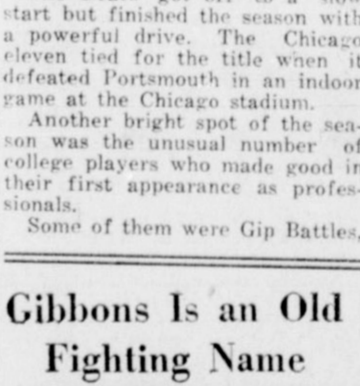 start but finished the season with
a powerful drive. The Chicago
eleven tied for the title when it
defeated Portsmouth in an indoor
game at the Chicago stadium.
Another bright spot of the sea-
son was the unusual number of
college players who made good in
their first appearance as profes-
sionals.
Some of them were Gip Battles,
Gibbons Is an Old
Fighting Name